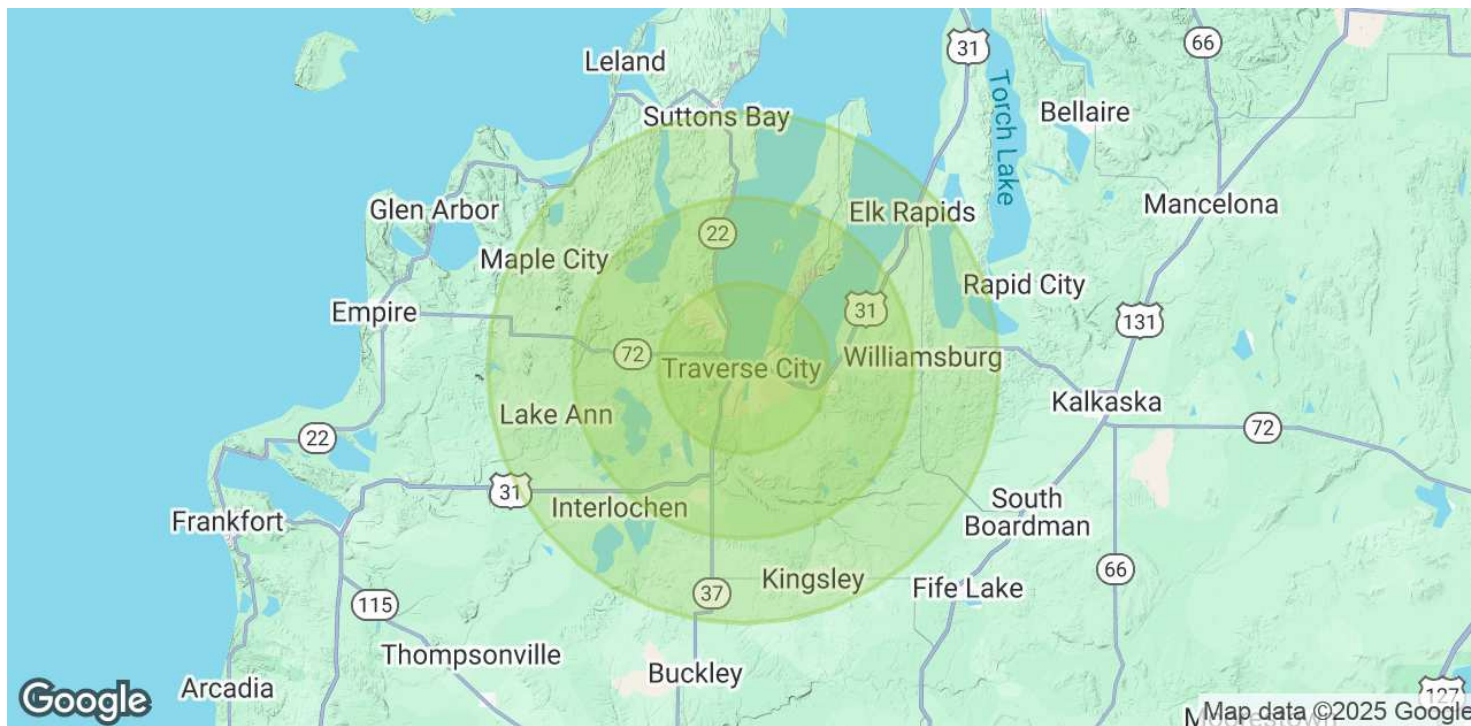 Leland
31
66
Torch Lake
Bellaire
Suttons Bay
Glen Arbor
Elk Rapids
Mancelona
22
Maple City
Rapid City
Empire
31
131
72
Traverse City
Williamsburg
Lake Ann
Kalkaska
22
72
31
Interlochen
South
Boardman
Frankfort
66
Kingsley
Fife Lake
37
115
Thompsonville
Buckley
Arcadia
127
Google
Map data ©2025 Google